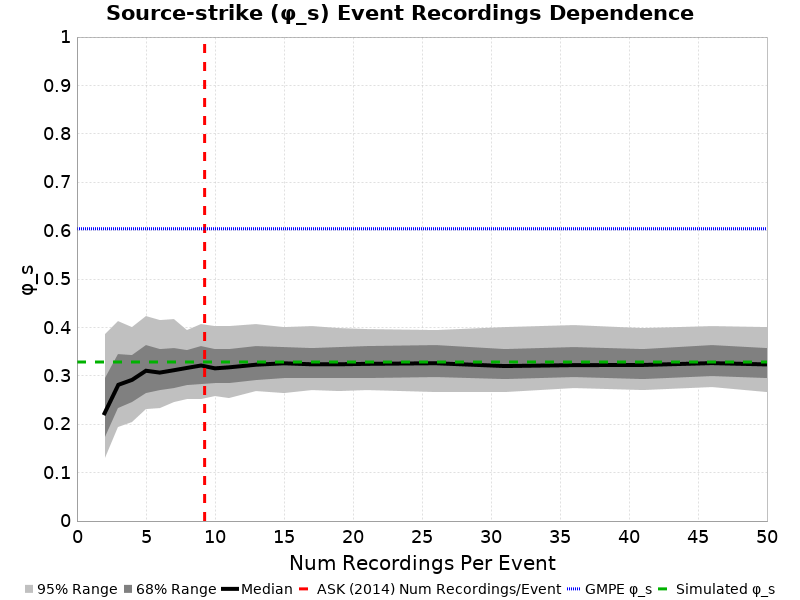 Source-strike (φ_s) Event Recordings Dependence
1
0.9
0.8
0.7
0.6
0.5
0.4
0.3
0.2
0.1
0
φ_s
0 5 10 15 20 25 30 35 40 45 50
Num Recordings Per Event
95% Range 68% Range Median ASK (2014) Num Recordings/Event GMPE φ_s Simulated φ_s